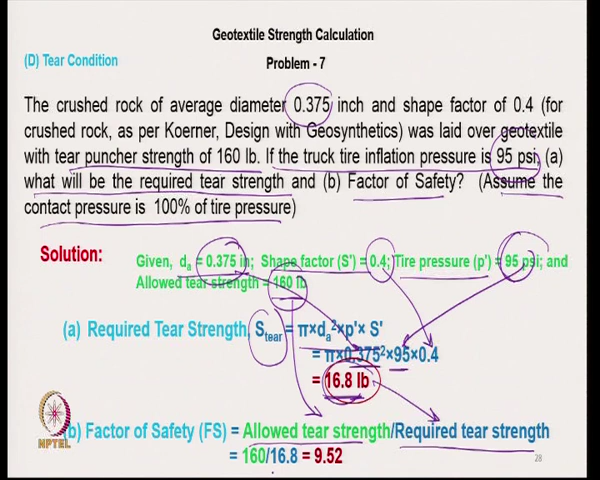 Geotextile Strength Calculation
(D) Tear Condition
Problem - 7
The crushed rock of average diameter 0.375 inch and shape factor of 0.4 (for
crushed rock, as per Koerner, Design with Geosynthetics) was laid over geotextile
with tear puncher strength of 160 lb. If the truck tire inflation pressure is 95 psi, (a)
what will be the required tear strength and (b) Factor of Safety? (Assume the
contact pressure is 100% of tire pressure)
Solution:
Given, da = 0.375 in; Shape factor (S') = 0.4; Tire pressure (p') = 95 psi; and
Allowed tear strength = 160 lb
(a) Required Tear Strength, Stear = π×da²×p'× S'
= π×0.375²×95×0.4
= 16.8 lb
(b) Factor of Safety (FS) = Allowed tear strength/Required tear strength
= 160/16.8 = 9.52
NPTEL
28